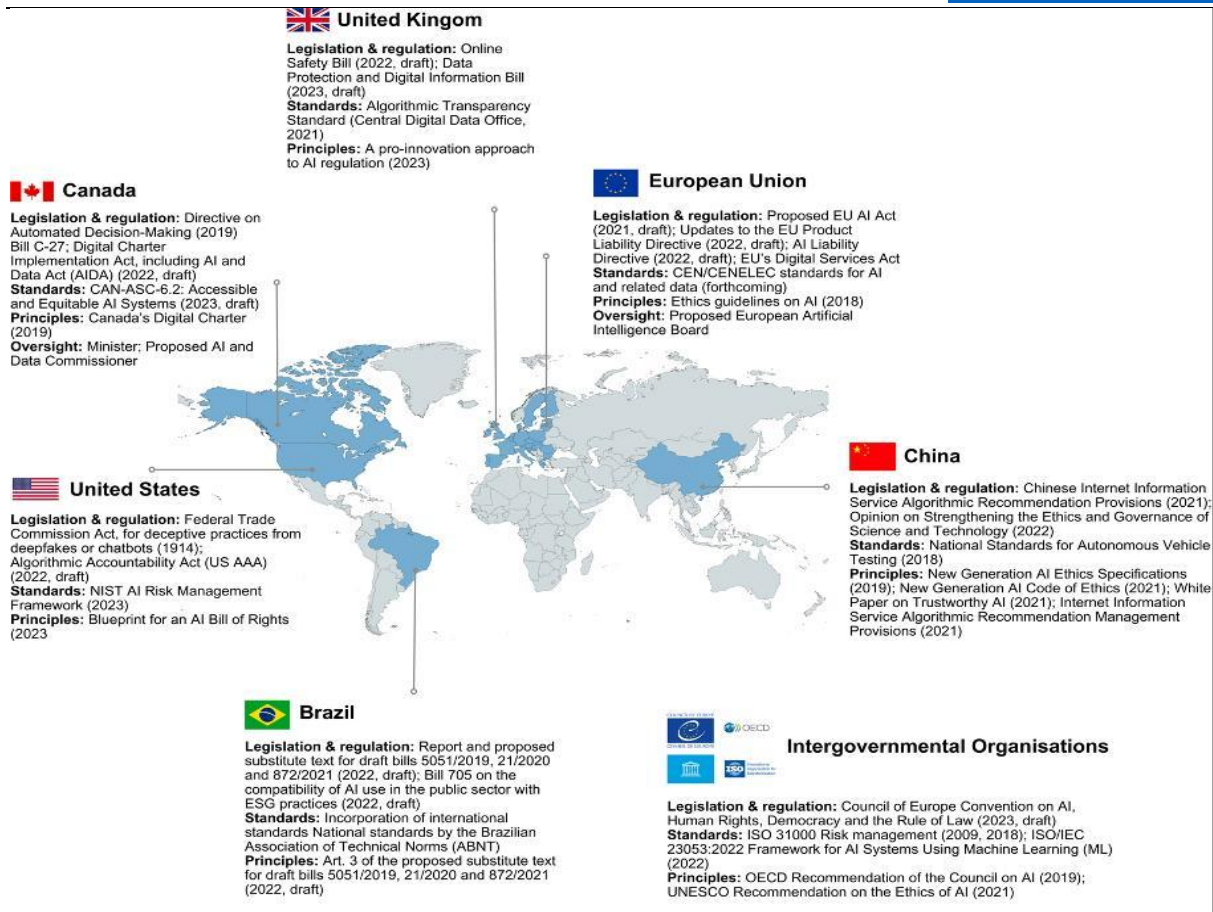 United Kingom
Legislation & regulation: Online
Safety Bill (2022, draft); Data
Protection and Digital Information Bill
(2023, draft)
Standards: Algorithmic Transparency
Standard (Central Digital Data Office,
2021)
Principles: A pro-innovation approach
to AI regulation (2023)
Canada
Legislation & regulation: Directive on
Automated Decision-Making (2019)
Bill C-27; Digital Charter
Implementation Act, including AI and
Data Act (AIDA) (2022, draft)
Standards: CAN-ASC-6.2: Accessible
and Equitable AI Systems (2023, draft)
Principles: Canada's Digital Charter
(2019)
Oversight: Minister; Proposed AI and
Data Commissioner
European Union
Legislation & regulation: Proposed EU AI Act
(2021, draft); Updates to the EU Product
Liability Directive (2022, draft); AI Liability
Directive (2022, draft); EU's Digital Services Act
Standards: CEN/CENELEC standards for AI
and related data (forthcoming)
Principles: Ethics guidelines on AI (2018)
Oversight: Proposed European Artificial
Intelligence Board
United States
Legislation & regulation: Federal Trade
Commission Act, for deceptive practices from
deepfakes or chatbots (1914);
Algorithmic Accountability Act (US AAA)
(2022, draft)
Standards: NIST AI Risk Management
Framework (2023)
Principles: Blueprint for an AI Bill of Rights
(2023
China
Legislation & regulation: Chinese Internet Information
Service Algorithmic Recommendation Provisions (2021);
Opinion on Strengthening the Ethics and Governance of
Science and Technology (2022)
Standards: National Standards for Autonomous Vehicle
Testing (2018)
Principles: New Generation AI Ethics Specifications
(2019); New Generation AI Code of Ethics (2021); White
Paper on Trustworthy AI (2021); Internet Information
Service Algorithmic Recommendation Management
Provisions (2021)
Brazil
Legislation & regulation: Report and proposed
substitute text for draft bills 5051/2019, 21/2020
and 872/2021 (2022, draft); Bill 705 on the
compatibility of AI use in the public sector with
ESG practices (2022, draft)
Standards: Incorporation of international
standards National standards by the Brazilian
Association of Technical Norms (ABNT)
Principles: Art. 3 of the proposed substitute text
for draft bills 5051/2019, 21/2020 and 872/2021
(2022, draft)
COUNCIL OF EUROPE
OECD
ISO
Intergovernmental Organisations
Legislation & regulation: Council of Europe Convention on AI,
Human Rights, Democracy and the Rule of Law (2023, draft)
Standards: ISO 31000 Risk management (2009, 2018); ISO/IEC
23053:2022 Framework for AI Systems Using Machine Learning (ML)
(2022)
Principles: OECD Recommendation of the Council on AI (2019);
UNESCO Recommendation on the Ethics of AI (2021)